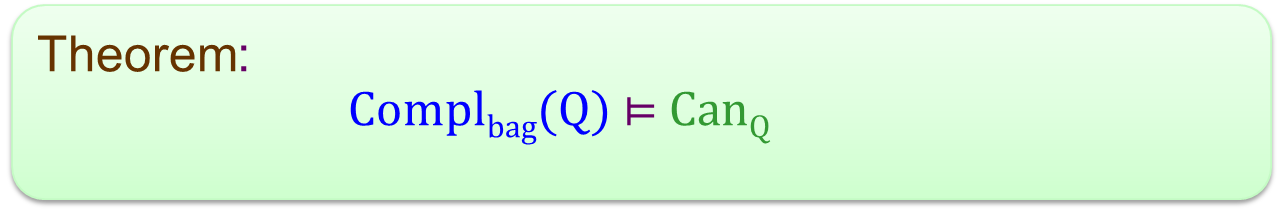 Theorem:
Compl_bag(Q) ⊨ Can_Q